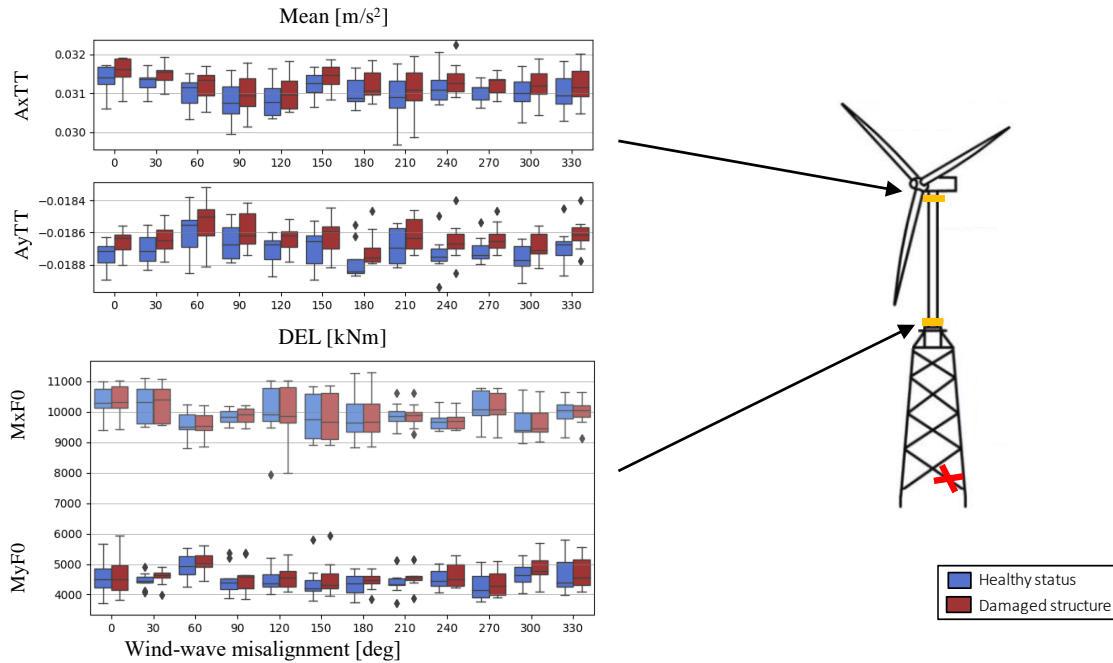 Mean [m/s²]
AxTT
0.032
0.031
0.030
0 30 60 90 120 150 180 210 240 270 300 330
AyTT
−0.0184
−0.0186
−0.0188
0 30 60 90 120 150 180 210 240 270 300 330
DEL [kNm]
MxF0
11000
10000
9000
8000
7000
MyF0
6000
5000
4000
0 30 60 90 120 150 180 210 240 270 300 330
Wind-wave misalignment [deg]
Healthy status
Damaged structure